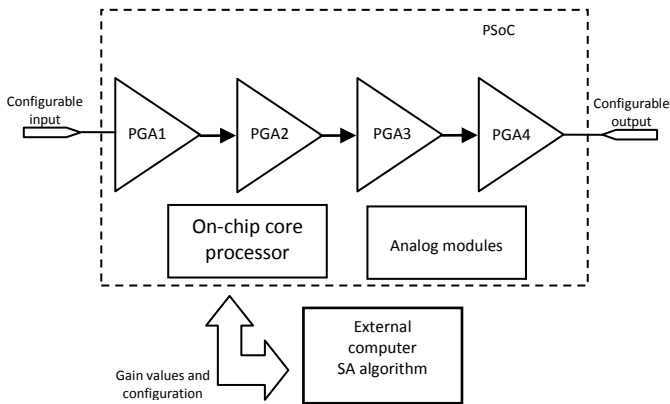 PSoC
Configurable
input
PGA1
PGA2
PGA3
PGA4
Configurable
output
On-chip core
processor
Analog modules
External
computer
SA algorithm
Gain values and
configuration